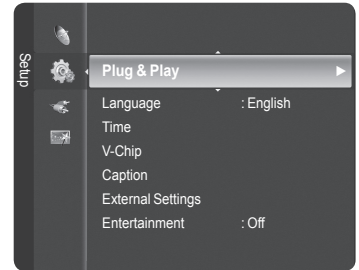 Setup
Plug & Play
Language : English
Time
V-Chip
Caption
External Settings
Entertainment : Off